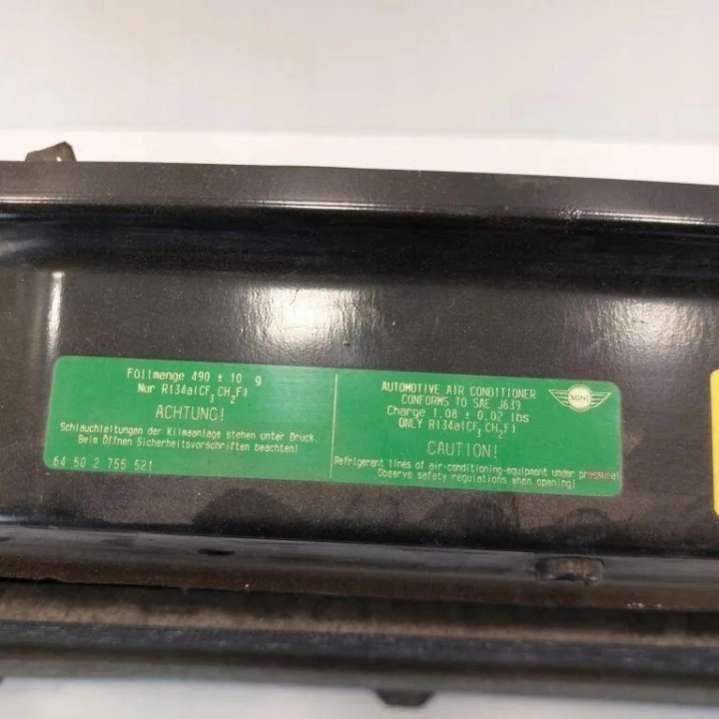 Füllmenge 490 ± 10 g
Nur R134a(CF₃CH₂F)
ACHTUNG!
Schlauchleitungen der Klimaanlage stehen unter Druck.
Beim Öffnen Sicherheitsvorschriften beachten!
64 50 2 755 521
AUTOMOTIVE AIR CONDITIONER
CONFORMS TO SAE J639
Charge 1.08 ± 0.02 lbs
ONLY R134a(CF₃CH₂F)
MINI
CAUTION!
Refrigerant lines of air-conditioning-equipment under pressure!
Observe safety regulations when opening!